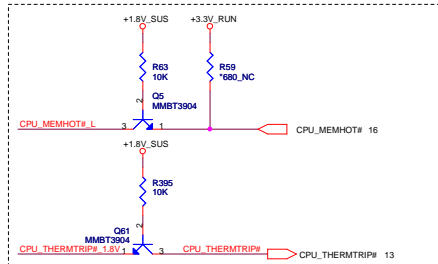 +1.8V_SUS
+3.3V_RUN
R63
10K
R59
*680_NC
2
Q5
MMBT3904
CPU_MEMHOT#_L
3
1
CPU_MEMHOT# 16
+1.8V_SUS
R395
10K
2
Q61
MMBT3904
CPU_THERMTRIP#_1.8V
1
3
CPU_THERMTRIP#
CPU_THERMTRIP# 13